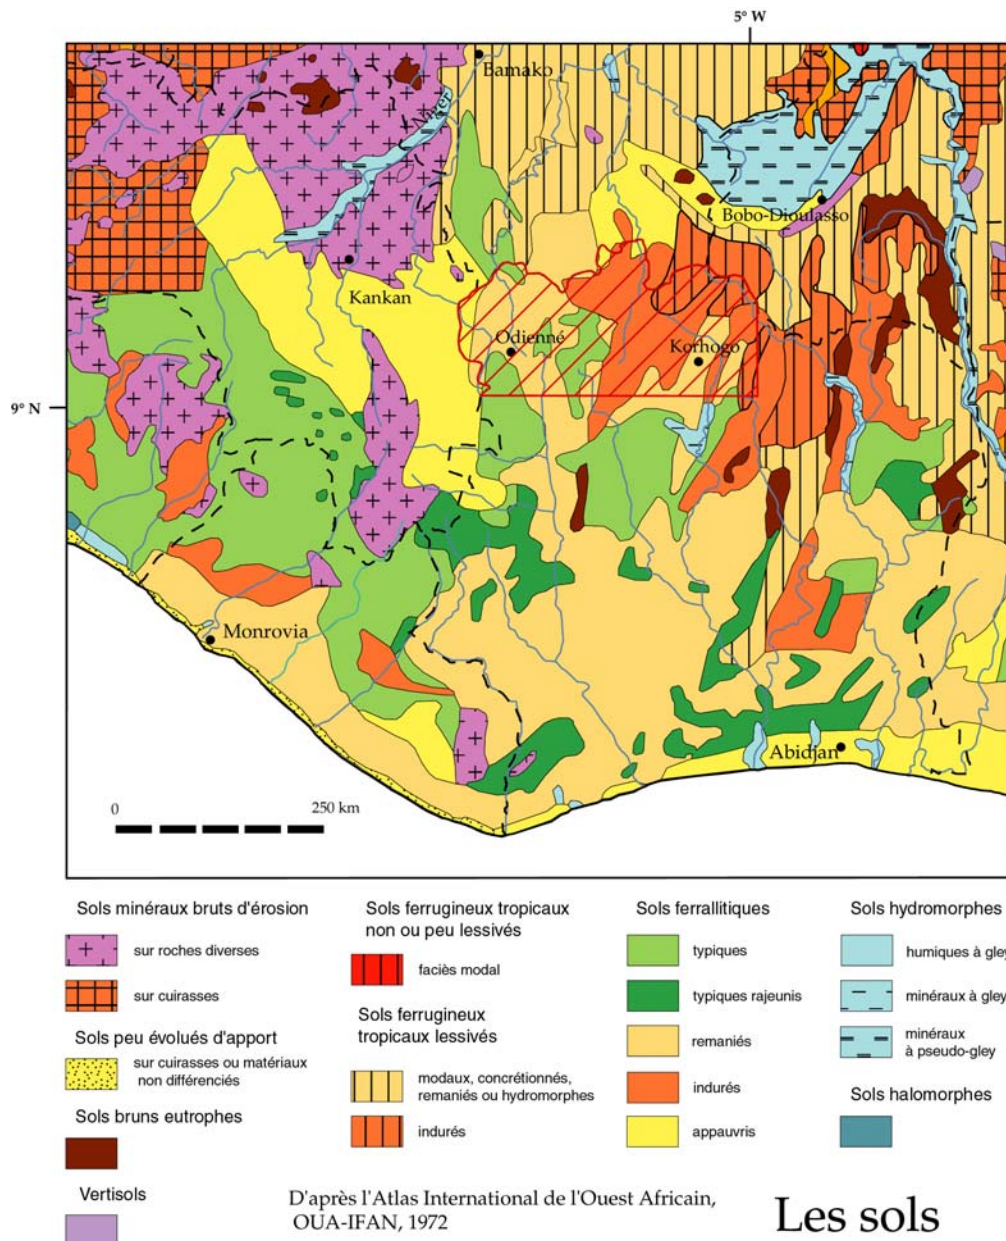 5° W
Bamako
Niger
Bobo-Dioulasso
Kankan
Odienné
Korhogo
9° N
Monrovia
Abidjan
0
250 km
Sols minéraux bruts d'érosion
sur roches diverses
sur cuirasses
Sols peu évolués d'apport
sur cuirasses ou matériaux
non différenciés
Sols bruns eutrophes
Vertisols
Sols ferrugineux tropicaux
non ou peu lessivés
faciès modal
Sols ferrugineux
tropicaux lessivés
modaux, concrétionnés,
remaniés ou hydromorphes
indurés
Sols ferrallitiques
typiques
typiques rajeunis
remaniés
indurés
appauvris
Sols hydromorphes
humiques à gley
minéraux à gley
minéraux
à pseudo-gley
Sols halomorphes
D'après l'Atlas International de l'Ouest Africain,
OUA-IFAN, 1972
Les sols